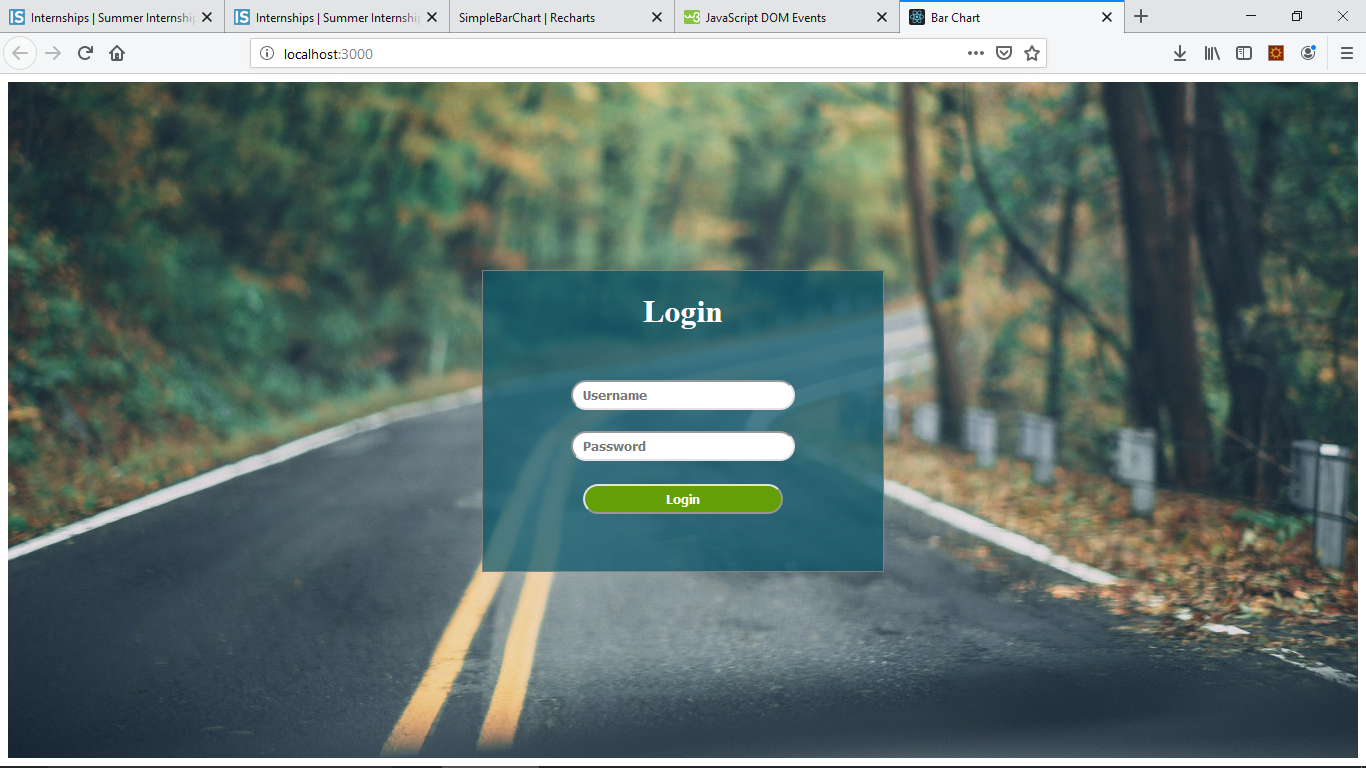 Internships | Summer Internshi
Internships | Summer Internshi
SimpleBarChart | Recharts
JavaScript DOM Events
Bar Chart
localhost:3000
Login
Username
Password
Login